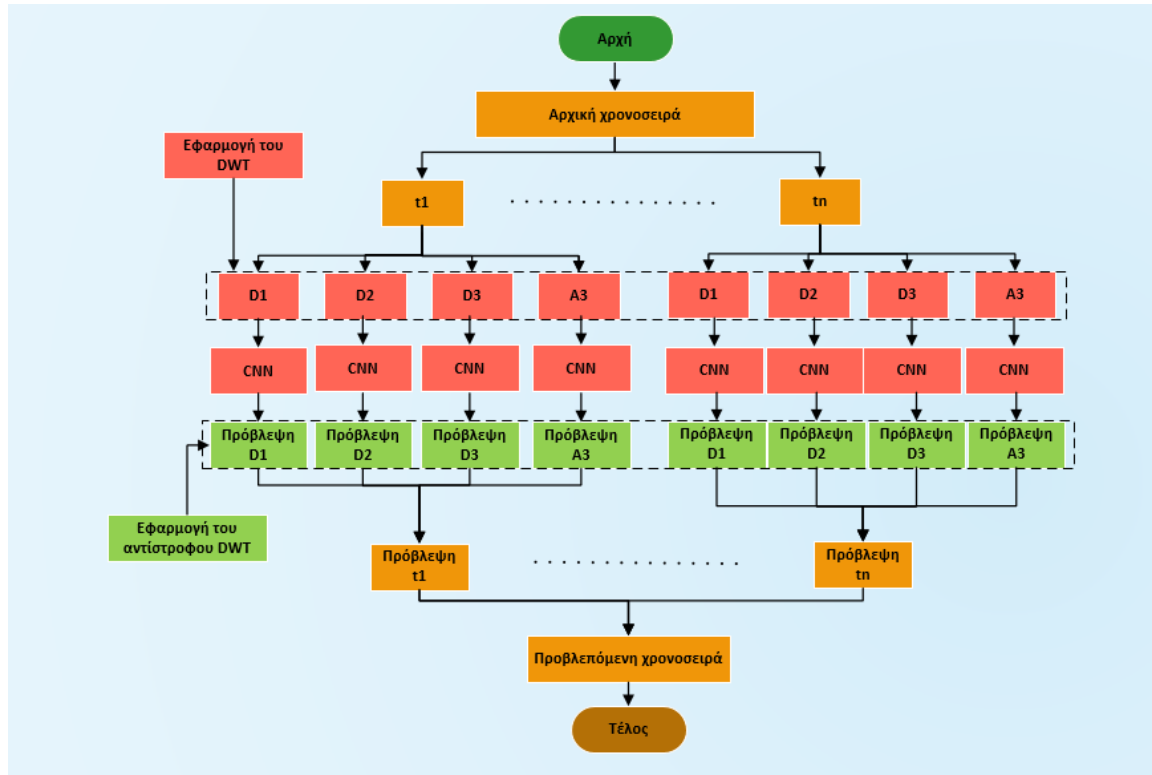 Αρχή
Αρχική χρονοσειρά
Εφαρμογή του
DWT
t1
tn
D1
D2
D3
A3
D1
D2
D3
A3
CNN
CNN
CNN
CNN
CNN
CNN
CNN
CNN
Πρόβλεψη
D1
Πρόβλεψη
D2
Πρόβλεψη
D3
Πρόβλεψη
A3
Πρόβλεψη
D1
Πρόβλεψη
D2
Πρόβλεψη
D3
Πρόβλεψη
A3
Εφαρμογή του
αντίστροφου DWT
Πρόβλεψη
t1
Πρόβλεψη
tn
Προβλεπόμενη χρονοσειρά
Τέλος